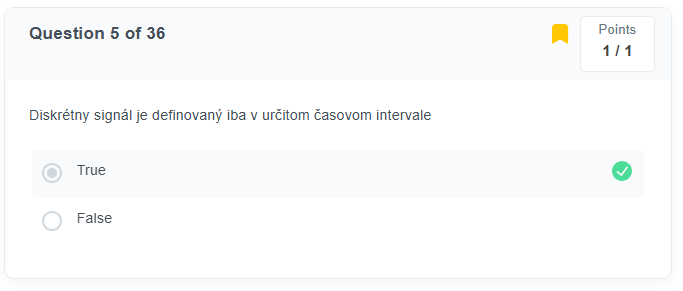 Question 5 of 36
Points
1 / 1
Diskrétny signál je definovaný iba v určitom časovom intervale
True
False